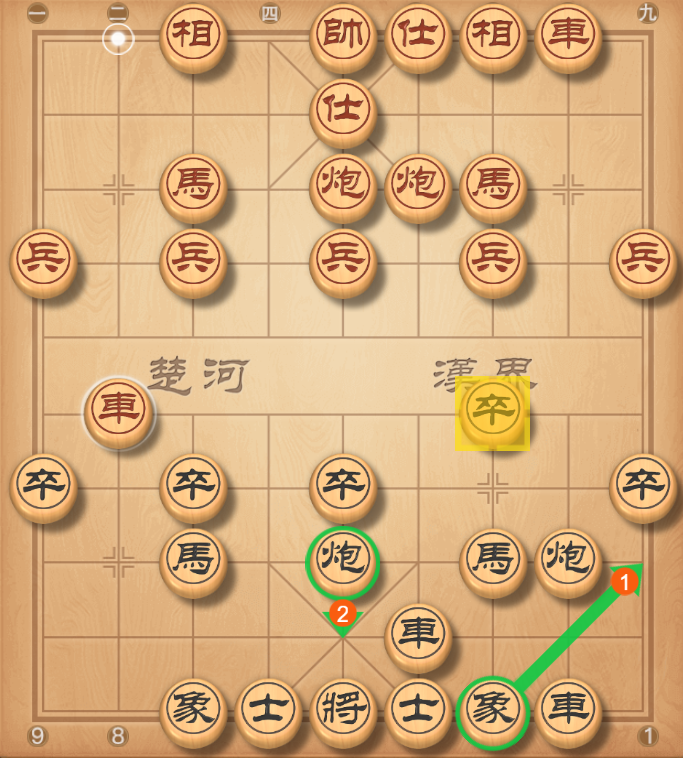 一 二 四 九
相 帥 仕 相 車
仕
馬 炮 炮 馬
兵 兵 兵 兵 兵
楚河 漢界
車 卒
卒 卒 卒 卒
馬 炮 馬 炮 1
2 車
象 士 將 士 象 車
9 8 1